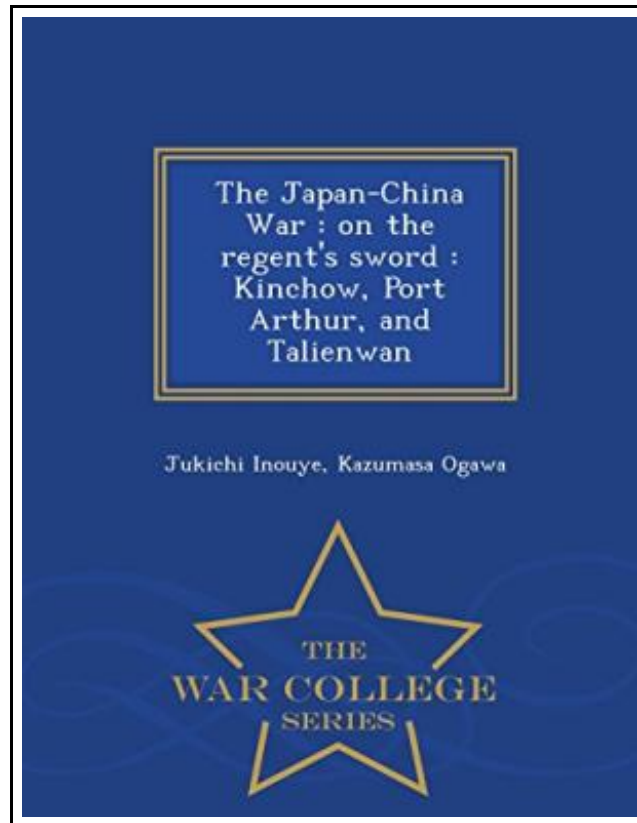 The Japan-China
War : on the
regent's sword :
Kinchow, Port
Arthur, and
Talienwan
Jukichi Inouye, Kazumasa Ogawa
THE
WAR COLLEGE
SERIES